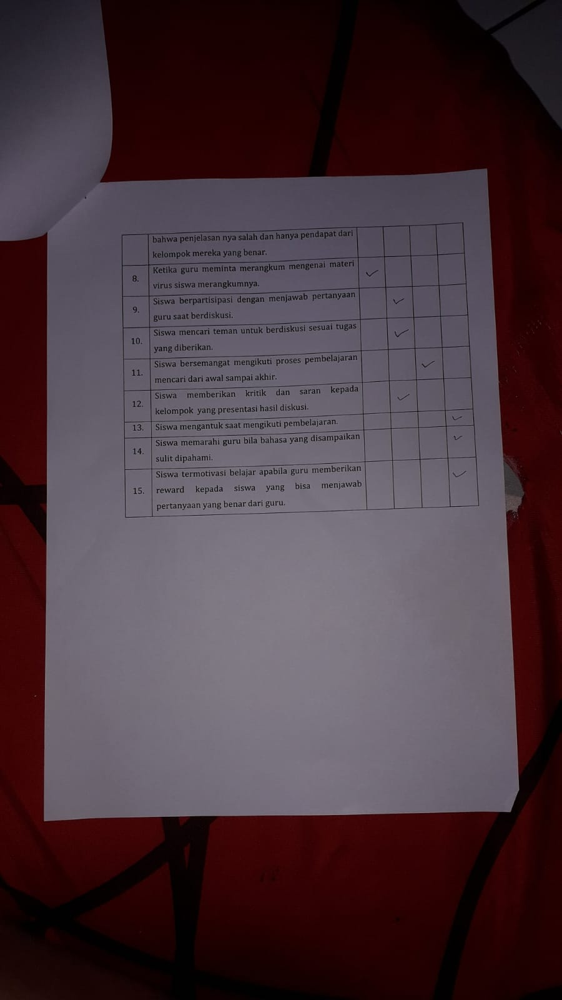 bahwa penjelasan nya salah dan hanya pendapat dari
kelompok mereka yang benar.
8. Ketika guru meminta merangkum mengenai materi
virus siswa merangkumnya.
9. Siswa berpartisipasi dengan menjawab pertanyaan
guru saat berdiskusi.
10. Siswa mencari teman untuk berdiskusi sesuai tugas
yang diberikan.
11. Siswa bersemangat mengikuti proses pembelajaran
mencari dari awal sampai akhir.
12. Siswa memberikan kritik dan saran kepada
kelompok yang presentasi hasil diskusi.
13. Siswa mengantuk saat mengikuti pembelajaran.
14. Siswa memarahi guru bila bahasa yang disampaikan
sulit dipahami.
15. Siswa termotivasi belajar apabila guru memberikan
reward kepada siswa yang bisa menjawab
pertanyaan yang benar dari guru.